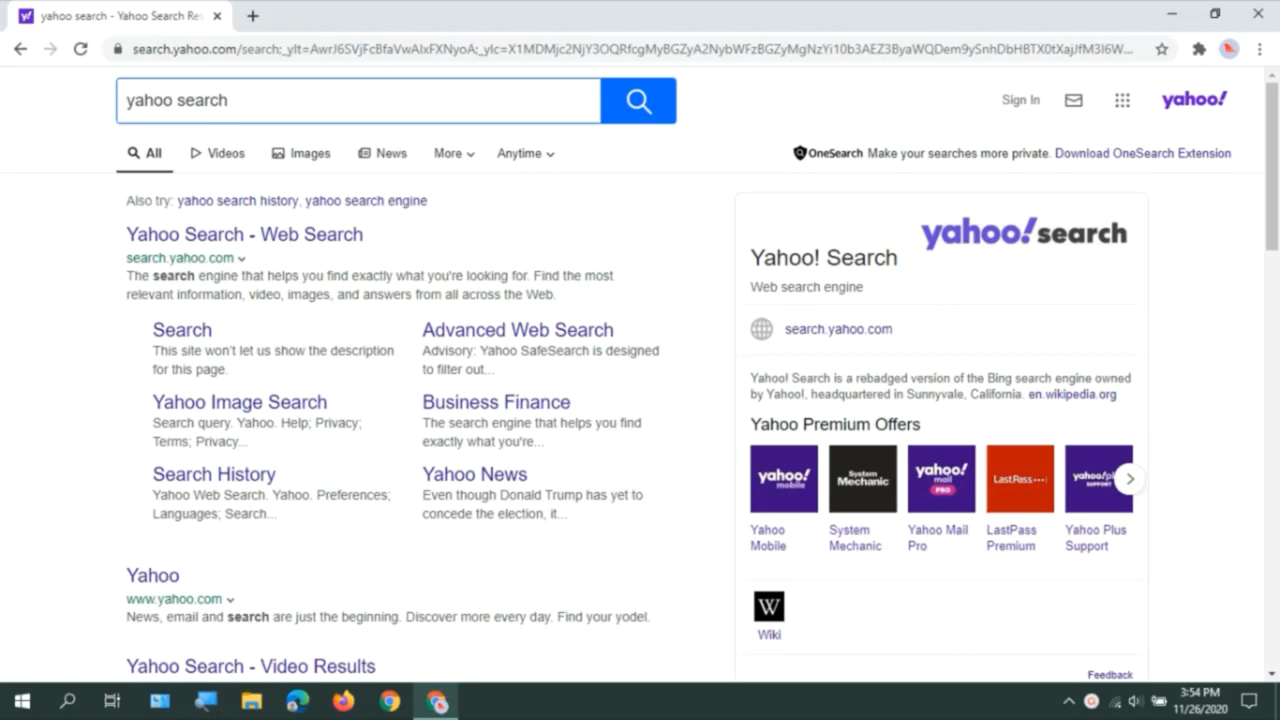 yahoo search - Yahoo Search Res
search.yahoo.com/search;_ylt=
yahoo search
Sign In
yahoo!
All
Videos
Images
News
More
Anytime
OneSearch Make your searches more private. Download OneSearch Extension
Also try: yahoo search history, yahoo search engine
Yahoo Search - Web Search
search.yahoo.com
The search engine that helps you find exactly what you're looking for. Find the most
relevant information, video, images, and answers from all across the Web.
Search
This site won't let us show the description
for this page.
Advanced Web Search
Advisory: Yahoo SafeSearch is designed
to filter out...
Yahoo Image Search
Search query. Yahoo. Help; Privacy;
Terms; Privacy...
Business Finance
The search engine that helps you find
exactly what you're...
Search History
Yahoo Web Search. Yahoo. Preferences;
Languages; Search...
Yahoo News
Even though Donald Trump has yet to
concede the election, it...
Yahoo
www.yahoo.com
News, email and search are just the beginning. Discover more every day. Find your yodel.
Yahoo Search - Video Results
yahoo!search
Yahoo! Search
Web search engine
search.yahoo.com
Yahoo! Search is a rebadged version of the Bing search engine owned
by Yahoo!, headquartered in Sunnyvale, California. en.wikipedia.org
Yahoo Premium Offers
yahoo!
mobile
System
Mechanic
yahoo!
mail
PRO
LastPass
yahoo!pl
SUPPORT
Yahoo
Mobile
System
Mechanic
Yahoo Mail
Pro
LastPass
Premium
Yahoo Plus
Support
W
Wiki
Feedback
3:54 PM
11/26/2020